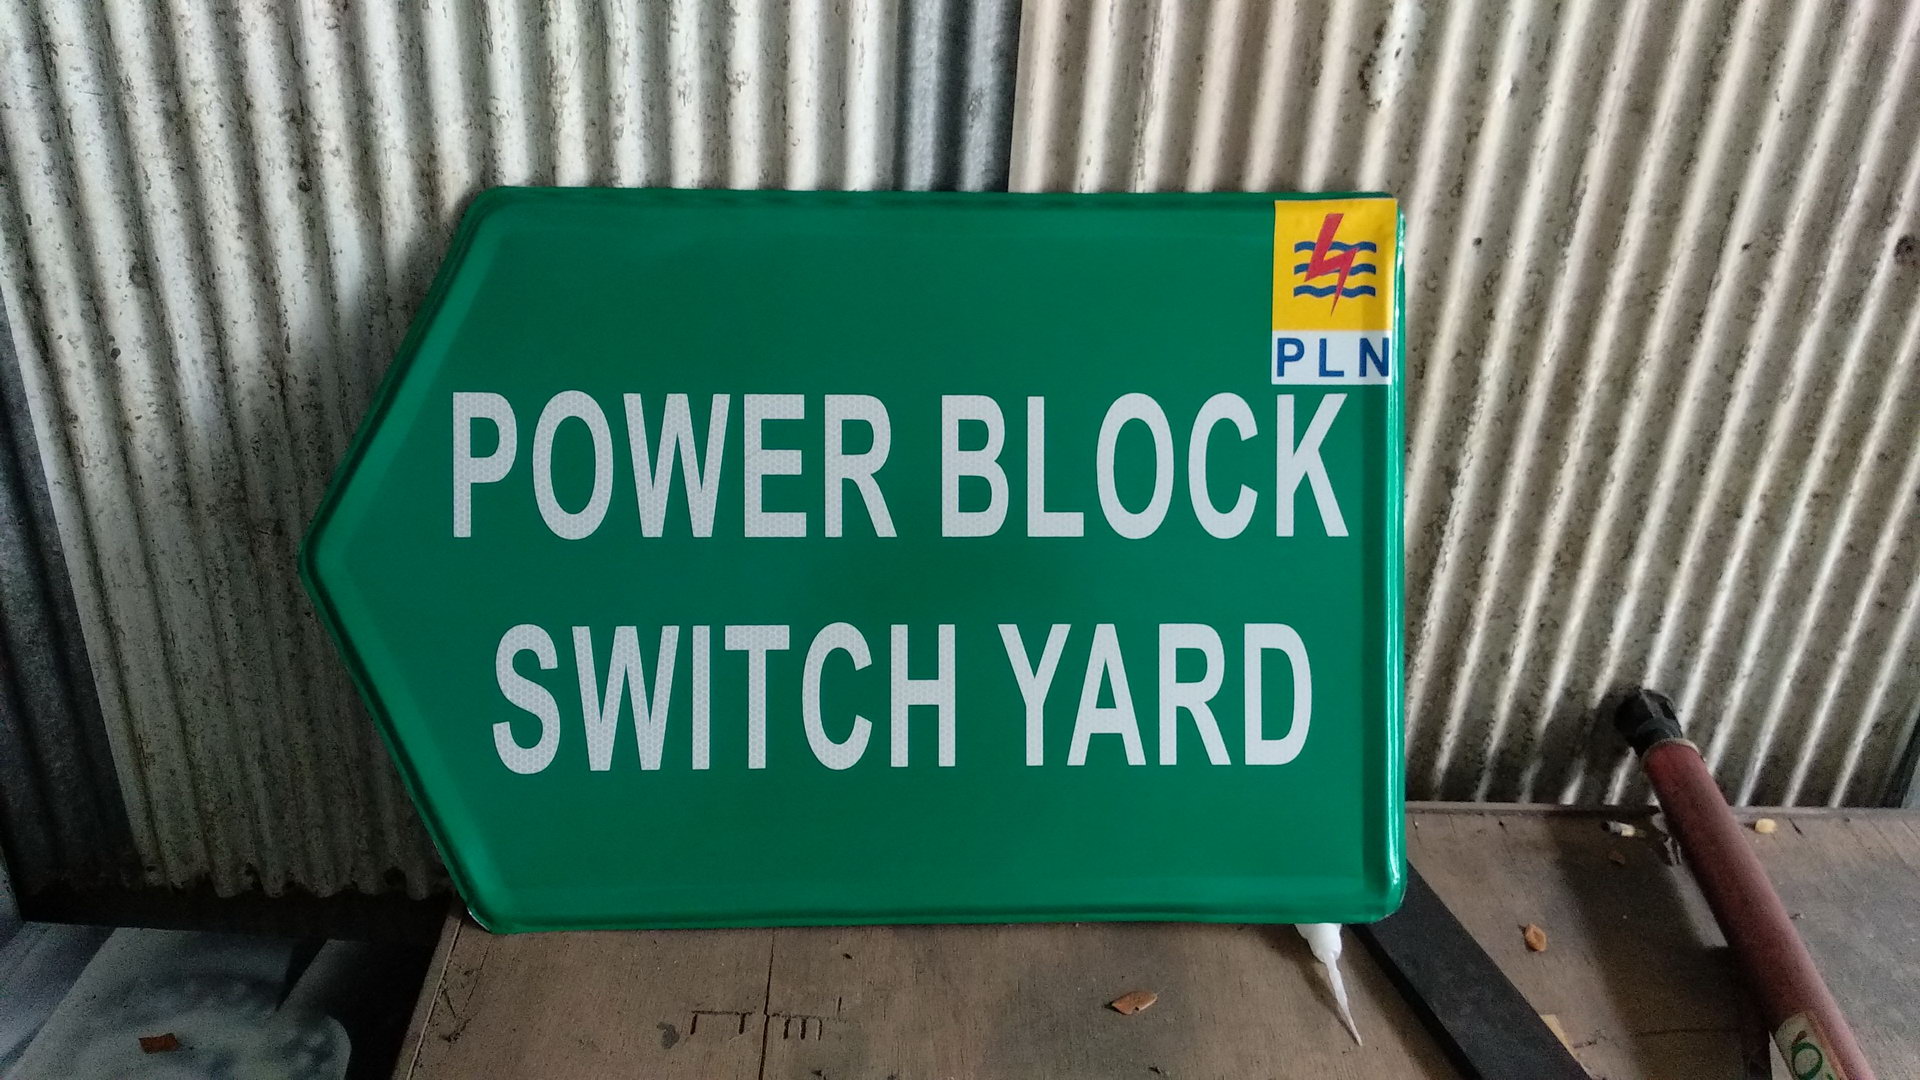 PLN
POWER BLOCK
SWITCH YARD